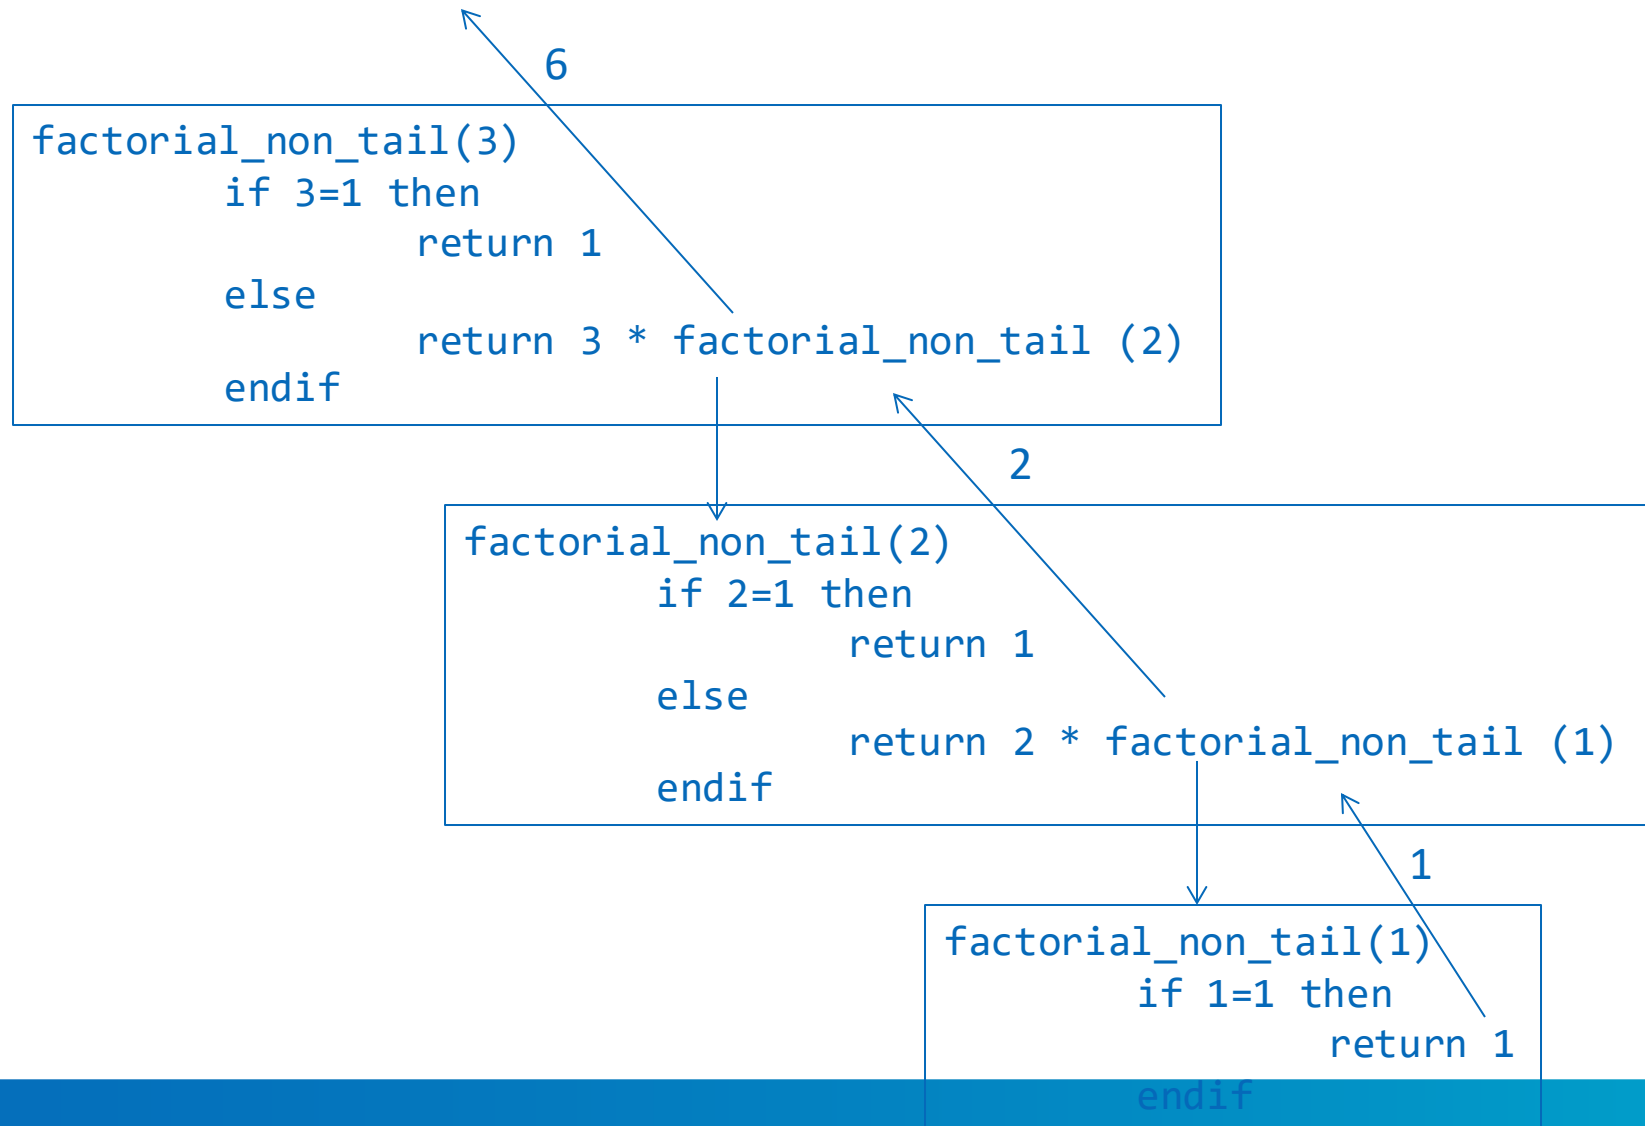 6
factorial_non_tail(3)
if 3=1 then
return 1
else
return 3 * factorial_non_tail (2)
endif
2
factorial_non_tail(2)
if 2=1 then
return 1
else
return 2 * factorial_non_tail (1)
endif
1
factorial_non_tail(1)
if 1=1 then
return 1
endif